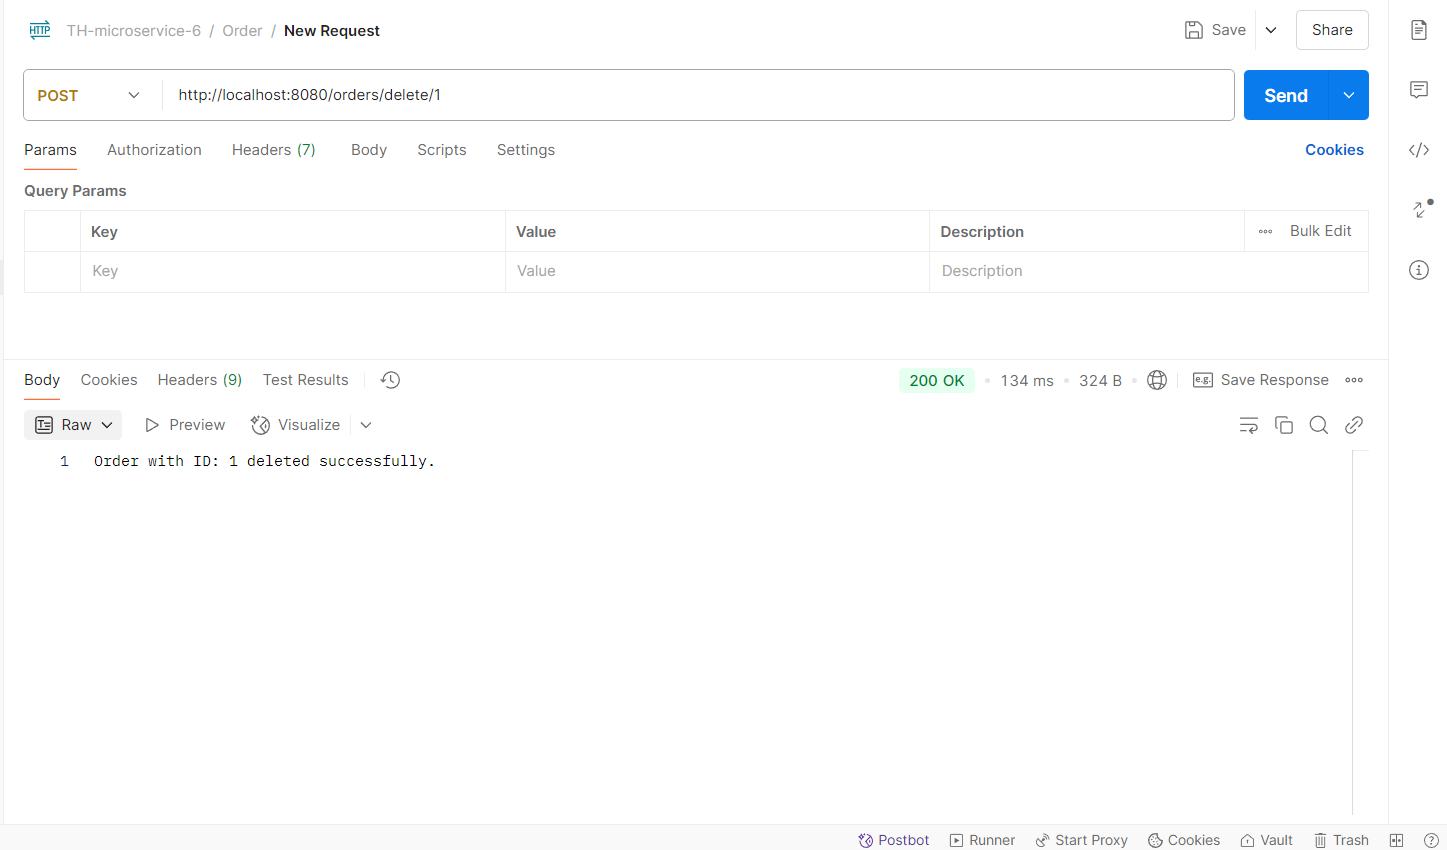 HTTP TH-microservice-6 / Order / New Request Save Share
POST http://localhost:8080/orders/delete/1 Send
Params Authorization Headers (7) Body Scripts Settings Cookies
Query Params
Key Value Description Bulk Edit
Key Value Description
Body Cookies Headers (9) Test Results 200 OK 134 ms 324 B e.g. Save Response
Raw Preview Visualize
1 Order with ID: 1 deleted successfully.
Postbot Runner Start Proxy Cookies Vault Trash